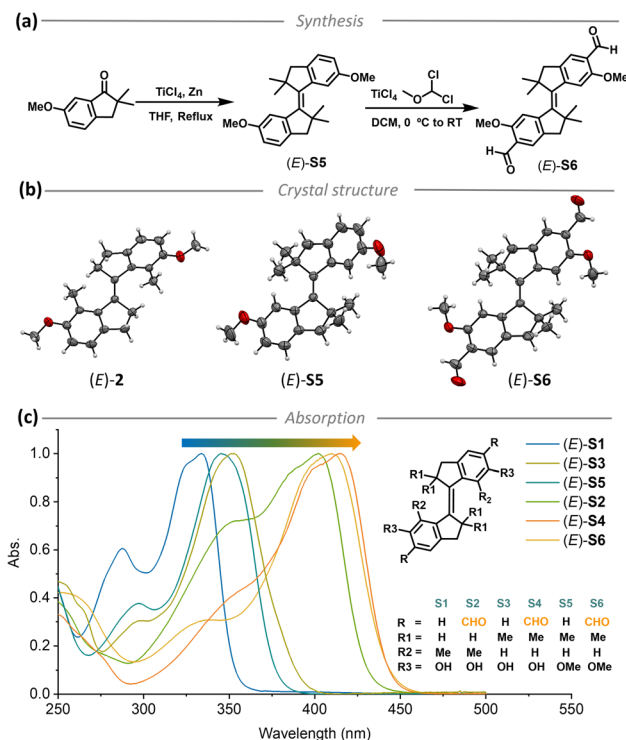 (a) Synthesis
O
MeO
TiCl4, Zn
THF, Reflux
OMe
MeO
(E)-S5
TiCl4
O
Cl
Cl
DCM, 0 ºC to RT
H
O
OMe
MeO
H
O
(E)-S6
(b) Crystal structure
(E)-2
(E)-S5
(E)-S6
(c) Absorption
Abs.
1.0
0.8
0.6
0.4
0.2
0.0
250 300 350 400 450 500 550
Wavelength (nm)
R
R3
R1
R1
R2
R2
R1
R3
R1
R
(E)-S1
(E)-S3
(E)-S5
(E)-S2
(E)-S4
(E)-S6
S1 S2 S3 S4 S5 S6
R = H CHO H CHO H CHO
R1 = H H Me Me Me Me
R2 = Me Me H H H H
R3 = OH OH OH OH OMe OMe